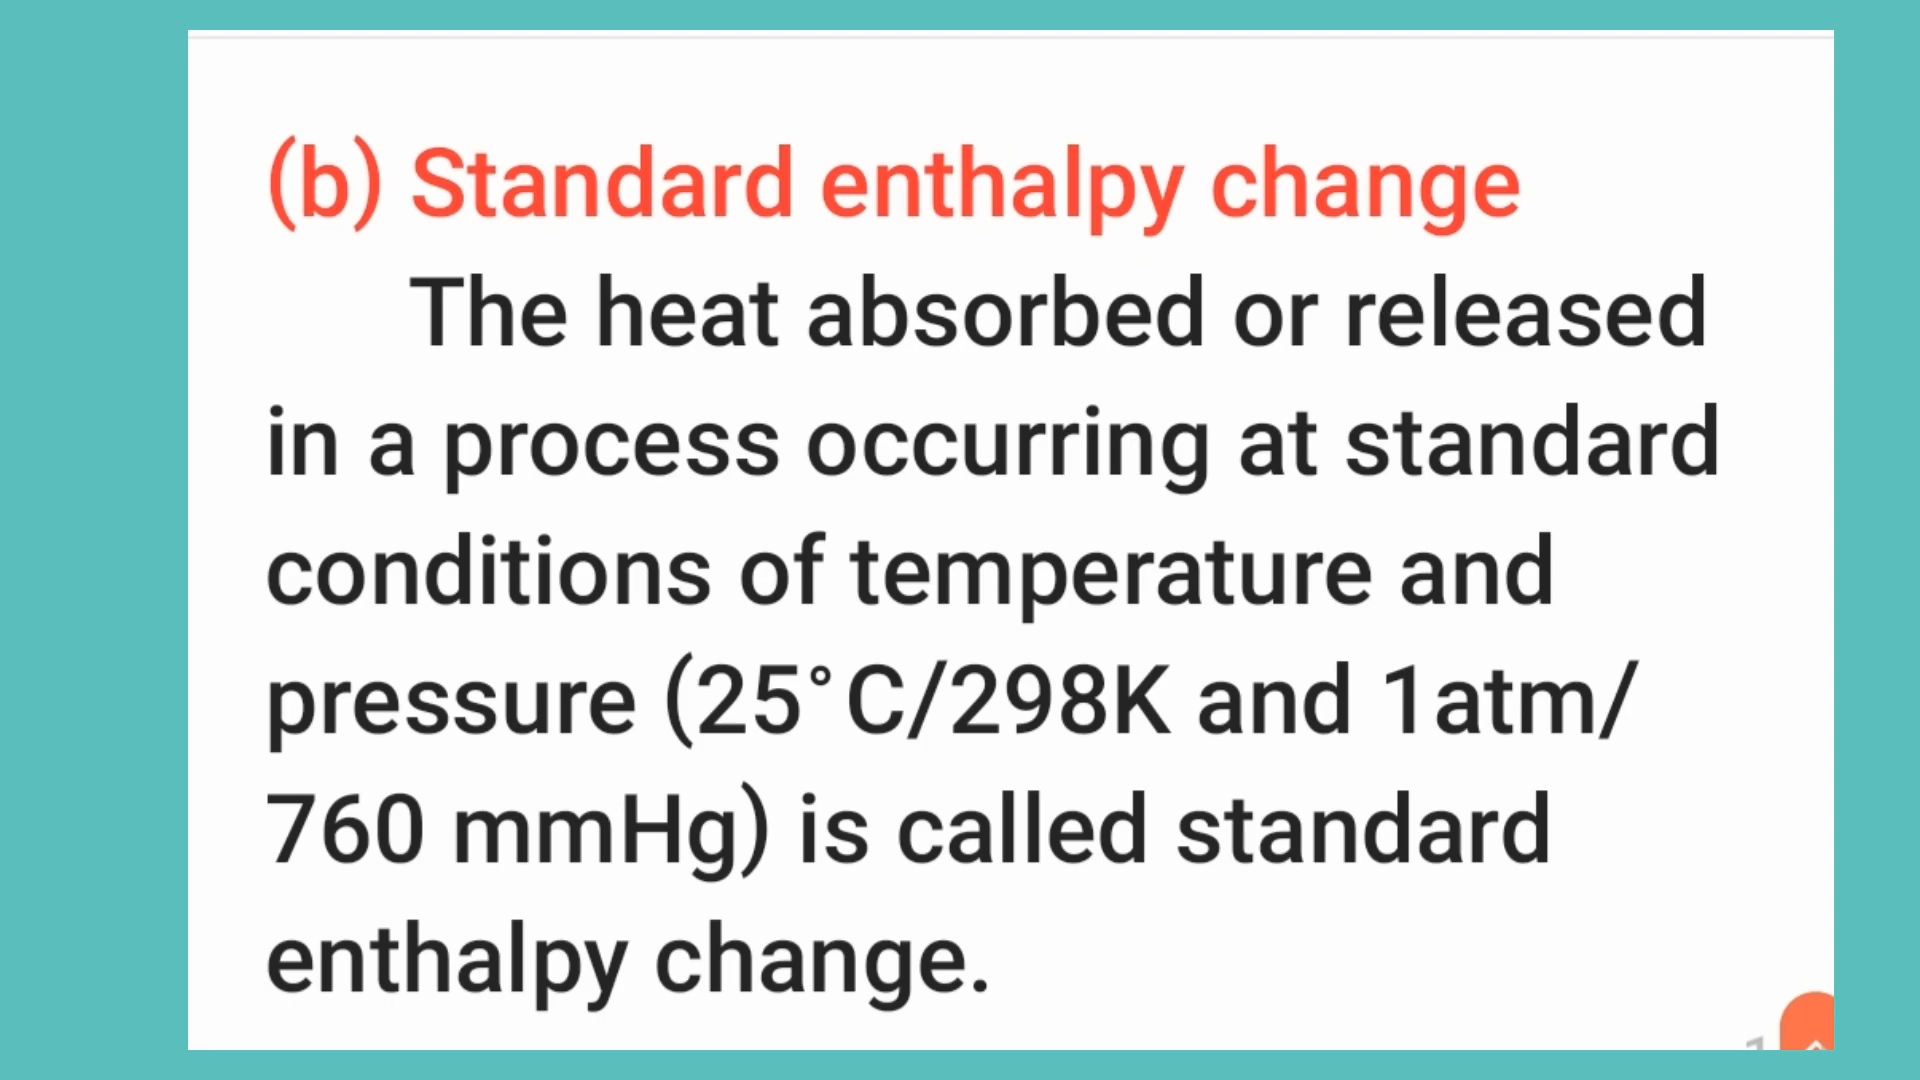 (b) Standard enthalpy change
The heat absorbed or released
in a process occurring at standard
conditions of temperature and
pressure (25°C/298K and 1atm/
760 mmHg) is called standard
enthalpy change.